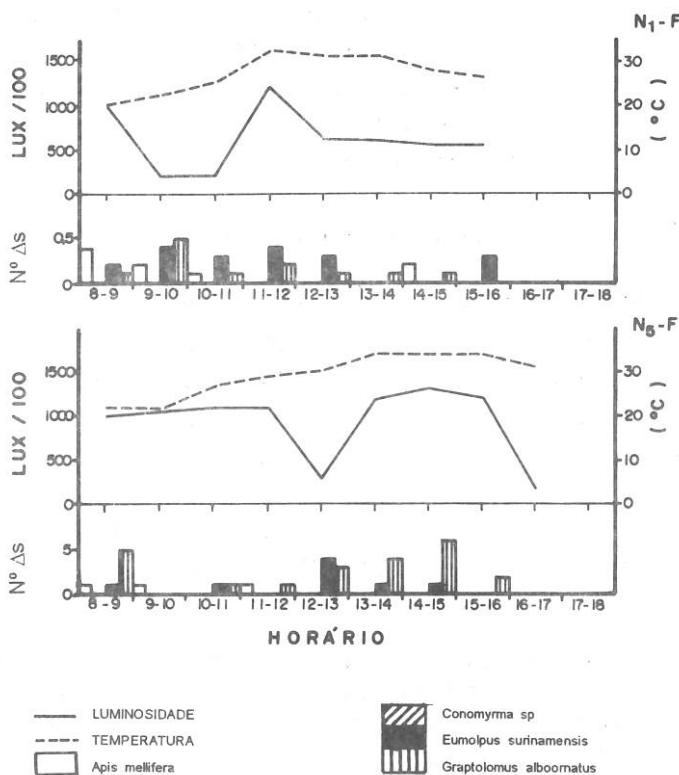 N1-F
LUX /100
1500
1000
500
0
30
20
10
0
(°C)
Nº Δs
0,5
0
8-9 9-10 10-11 11-12 12-13 13-14 14-15 15-16 16-17 17-18
N5-F
LUX /100
1500
1000
500
0
30
20
10
0
(°C)
Nº Δs
5
0
8-9 9-10 10-11 11-12 12-13 13-14 14-15 15-16 16-17 17-18
HORÁRIO
LUMINOSIDADE
TEMPERATURA
Apis mellifera
Conomyrma sp
Eumolpus surinamensis
Graptolomus alboornatus